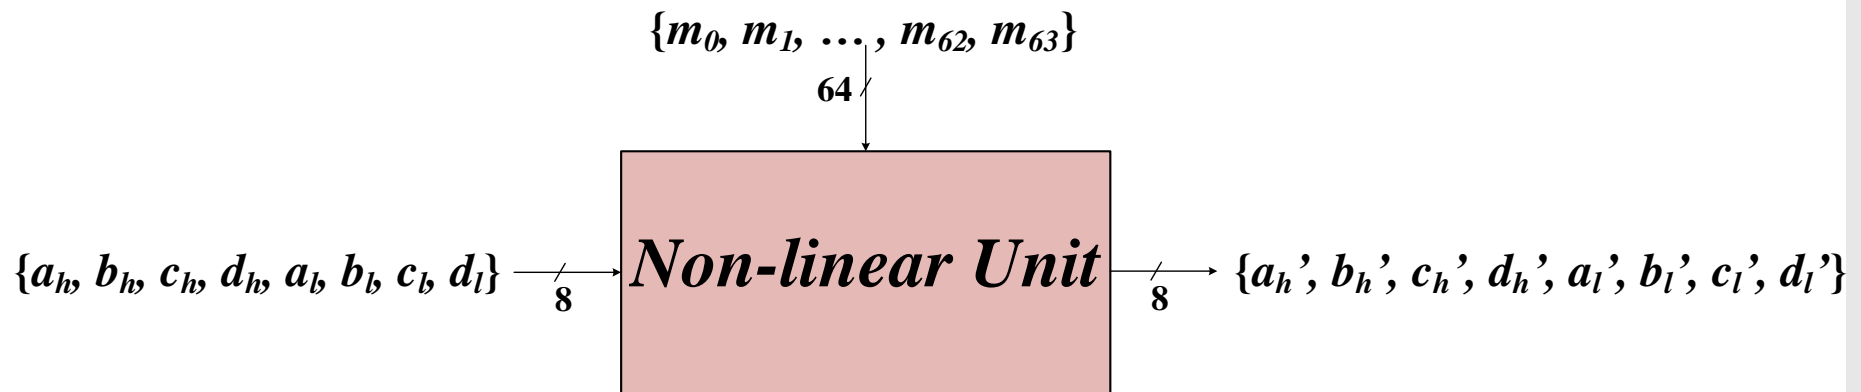 {m0, m1, … , m62, m63}
64
{ah, bh, ch, dh, al, bl, cl, dl}
8
Non-linear Unit
8
{ah’, bh’, ch’, dh’, al’, bl’, cl’, dl’}